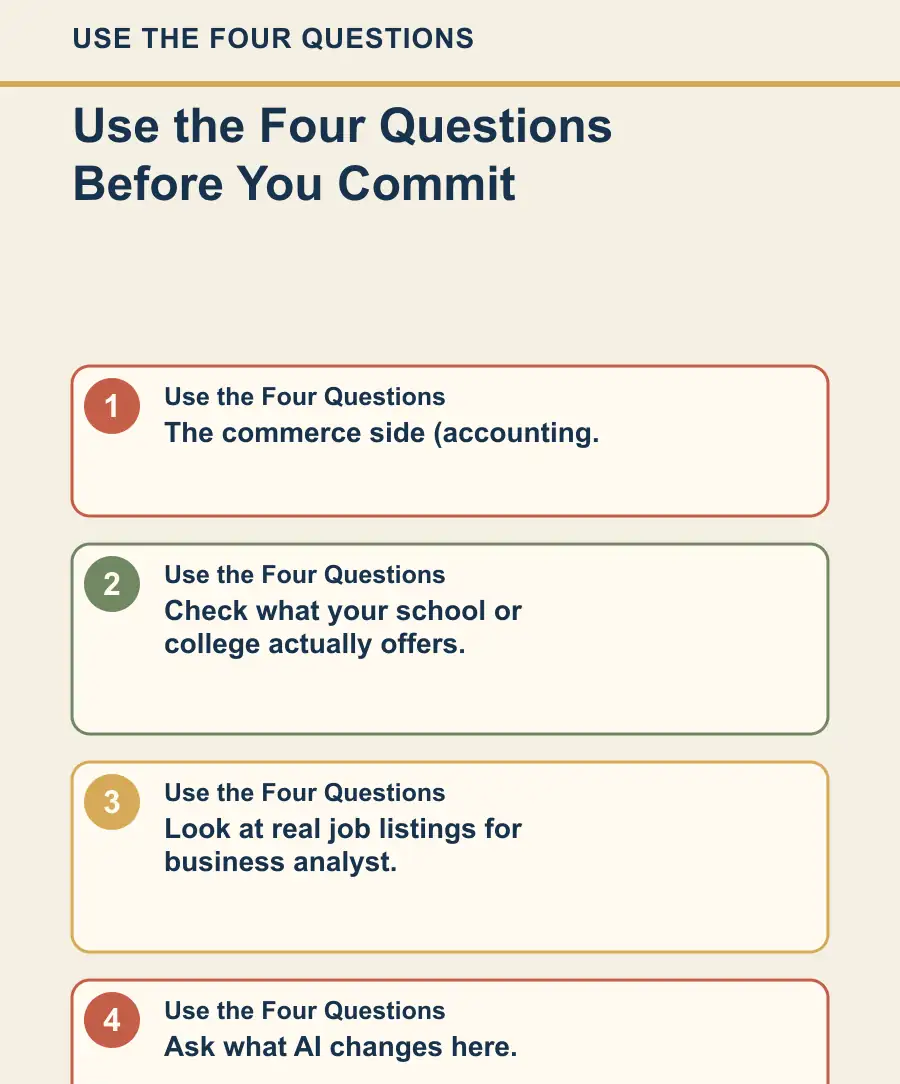 USE THE FOUR QUESTIONS
Use the Four Questions
Before You Commit
1
Use the Four Questions
The commerce side (accounting.
2
Use the Four Questions
Check what your school or
college actually offers.
3
Use the Four Questions
Look at real job listings for
business analyst.
4
Use the Four Questions
Ask what AI changes here.